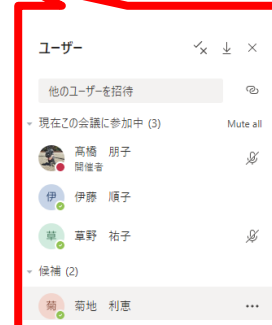 ユーザー
他のユーザーを招待
現在この会議に参加中 (3)
Mute all
髙橋 朋子
開催者
伊 伊藤 順子
草 草野 祐子
候補 (2)
菊 菊地 利恵